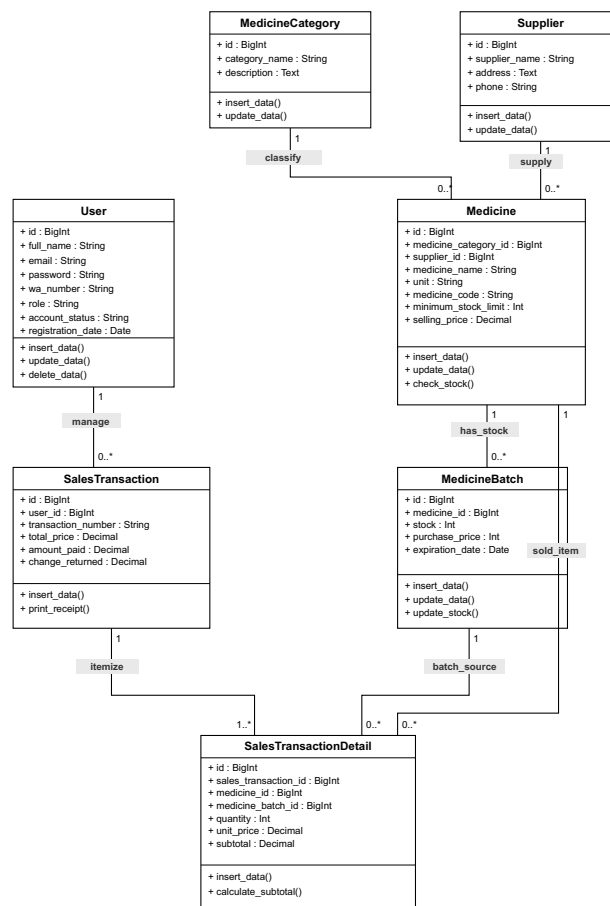 MedicineCategory
+ id : BigInt
+ category_name : String
+ description : Text
+ insert_data()
+ update_data()
Supplier
+ id : BigInt
+ supplier_name : String
+ address : Text
+ phone : String
+ insert_data()
+ update_data()
1
classify
0..*
1
supply
0..*
User
+ id : BigInt
+ full_name : String
+ email : String
+ password : String
+ wa_number : String
+ role : String
+ account_status : String
+ registration_date : Date
+ insert_data()
+ update_data()
+ delete_data()
Medicine
+ id : BigInt
+ medicine_category_id : BigInt
+ supplier_id : BigInt
+ medicine_name : String
+ unit : String
+ medicine_code : String
+ minimum_stock_limit : Int
+ selling_price : Decimal
+ insert_data()
+ update_data()
+ check_stock()
1
manage
0..*
1
has_stock
0..*
1
sold_item
0..*
SalesTransaction
+ id : BigInt
+ user_id : BigInt
+ transaction_number : String
+ total_price : Decimal
+ amount_paid : Decimal
+ change_returned : Decimal
+ insert_data()
+ print_receipt()
MedicineBatch
+ id : BigInt
+ medicine_id : BigInt
+ stock : Int
+ purchase_price : Int
+ expiration_date : Date
+ insert_data()
+ update_data()
+ update_stock()
1
itemize
1..*
1
batch_source
0..*
SalesTransactionDetail
+ id : BigInt
+ sales_transaction_id : BigInt
+ medicine_id : BigInt
+ medicine_batch_id : BigInt
+ quantity : Int
+ unit_price : Decimal
+ subtotal : Decimal
+ insert_data()
+ calculate_subtotal()